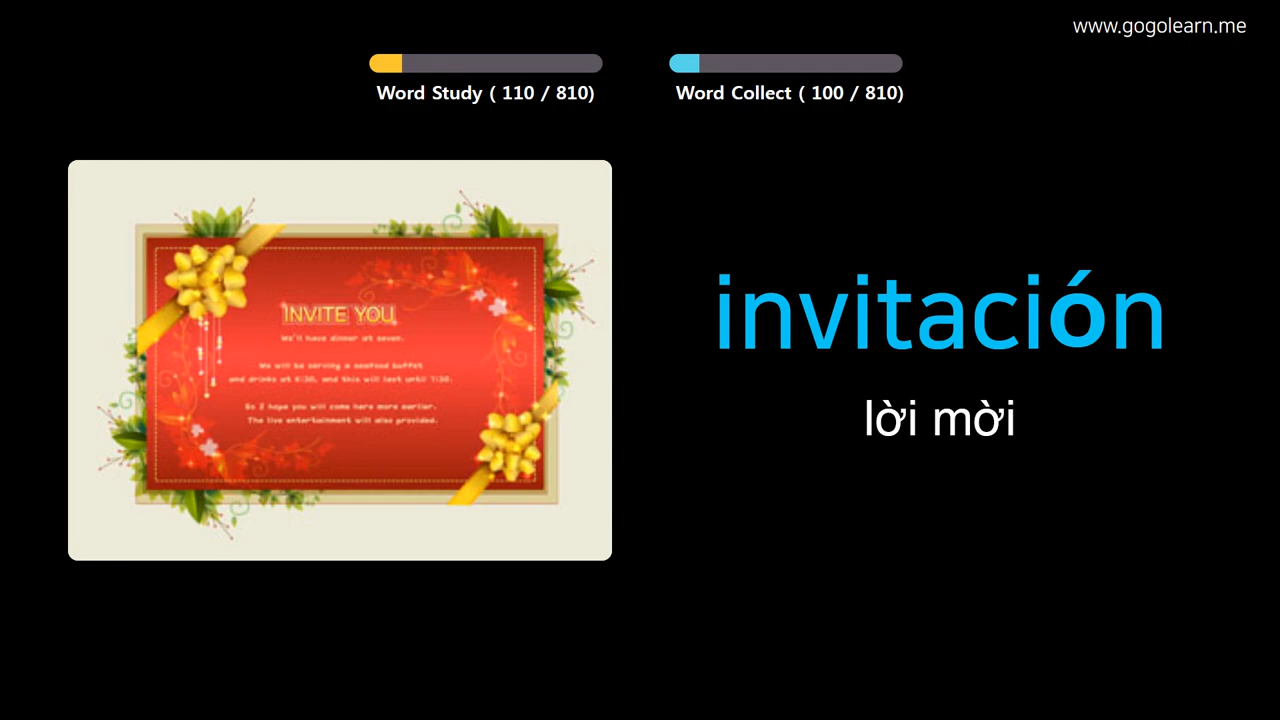 www.gogolearn.me
Word Study ( 110 / 810)
Word Collect ( 100 / 810)
INVITE YOU
We'll have dinner at seven.
We will be serving a seafood buffet
and drinks at 6:30, and this will last until 7:30.
So I hope you will come here more earlier.
The live entertainment will also provided.
invitación
lời mời